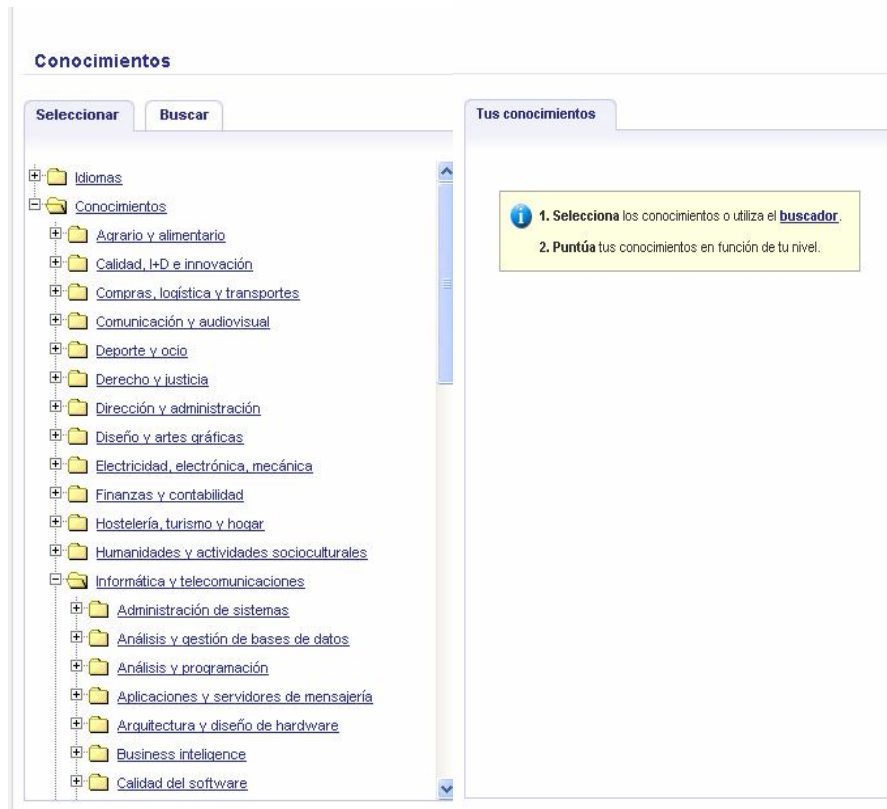 Conocimientos
Seleccionar
Buscar
Idiomas
Conocimientos
Agrario y alimentario
Calidad, I+D e innovación
Compras, logística y transportes
Comunicación y audiovisual
Deporte y ocio
Derecho y justicia
Dirección y administración
Diseño y artes gráficas
Electricidad, electrónica, mecánica
Finanzas y contabilidad
Hostelería, turismo y hogar
Humanidades y actividades socioculturales
Informática y telecomunicaciones
Administración de sistemas
Análisis y gestión de bases de datos
Análisis y programación
Aplicaciones y servidores de mensajería
Arquitectura y diseño de hardware
Business inteligence
Calidad del software
Tus conocimientos
1. Selecciona los conocimientos o utiliza el buscador.
2. Puntúa tus conocimientos en función de tu nivel.